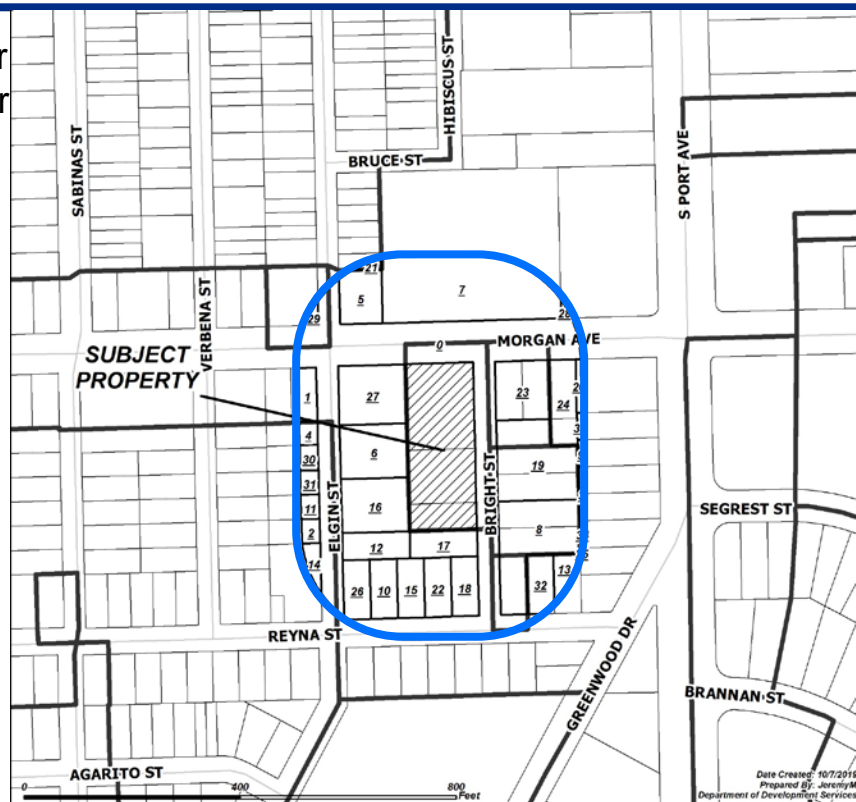 r
r
HIBISCUS ST
SABINAS ST
S PORT AVE
BRUCE ST
21
5
7
29
28
VERBENA ST
0
MORGAN AVE
SUBJECT
PROPERTY
1
27
23
24
4
6
30
19
31
16
BRIGHT ST
ELGIN ST
11
SEGREST ST
2
8
12
17
14
13
26
10
15
22
18
32
REYNA ST
GREENWOOD DR
BRANNAN ST
AGARITO ST
0
400
800
Feet
Date Created: 10/7/2019
Prepared By: JeremyM
Department of Development Services